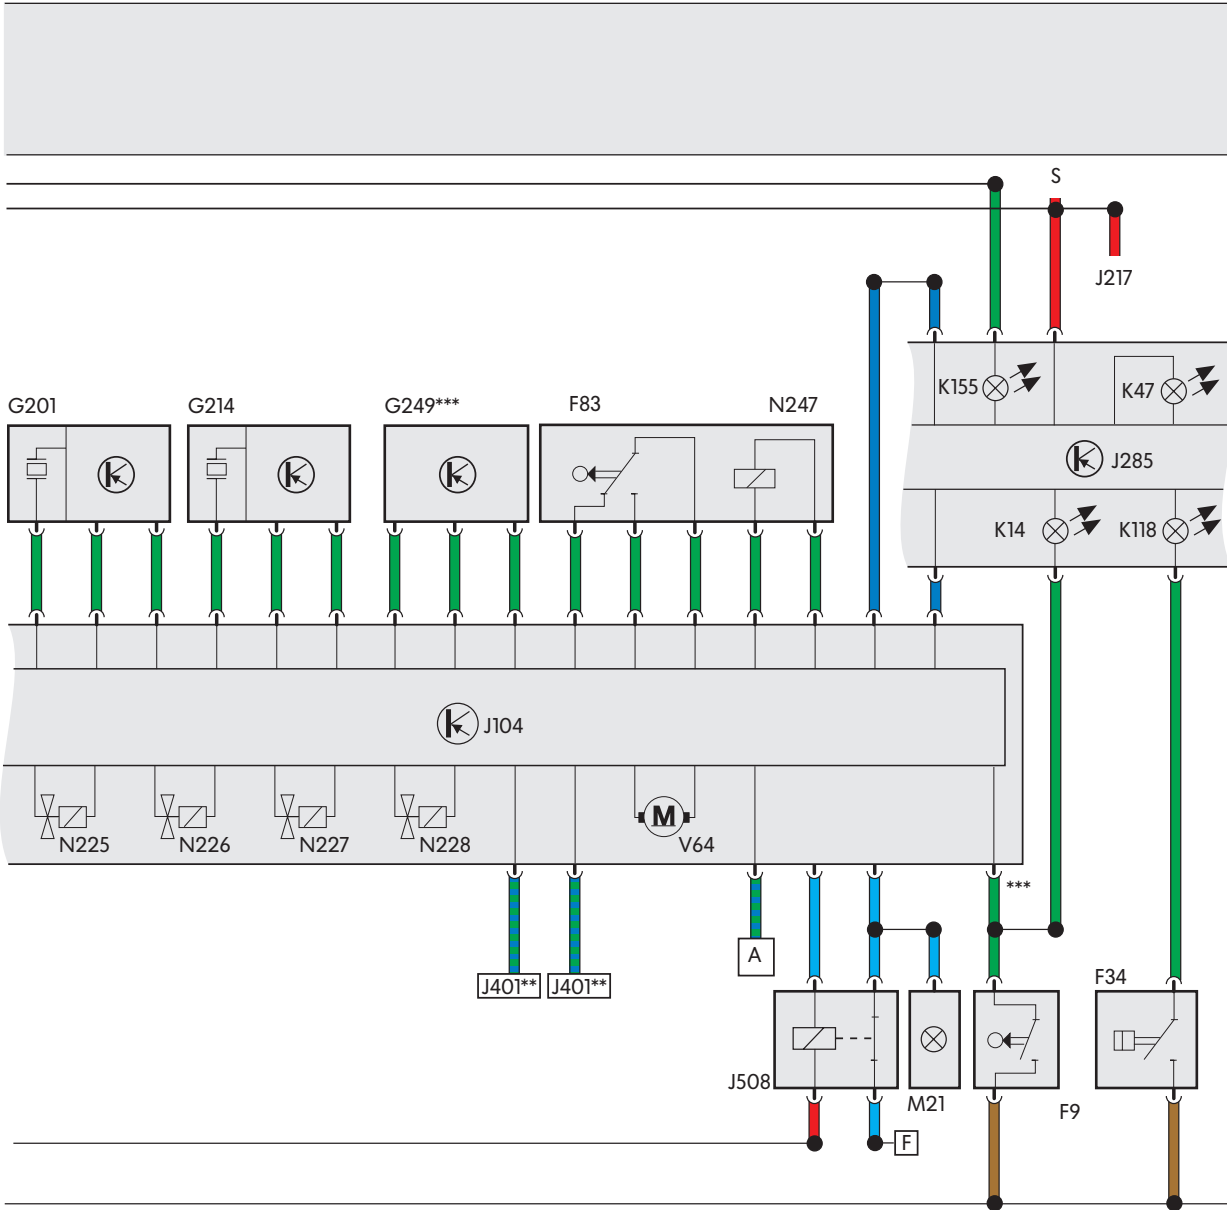 S
J217
K155
K47
G201
G214
G249***
F83
N247
J285
K14
K118
J104
N225
N226
N227
N228
M
V64
***
A
J401**
J401**
F34
J508
M21
F9
F